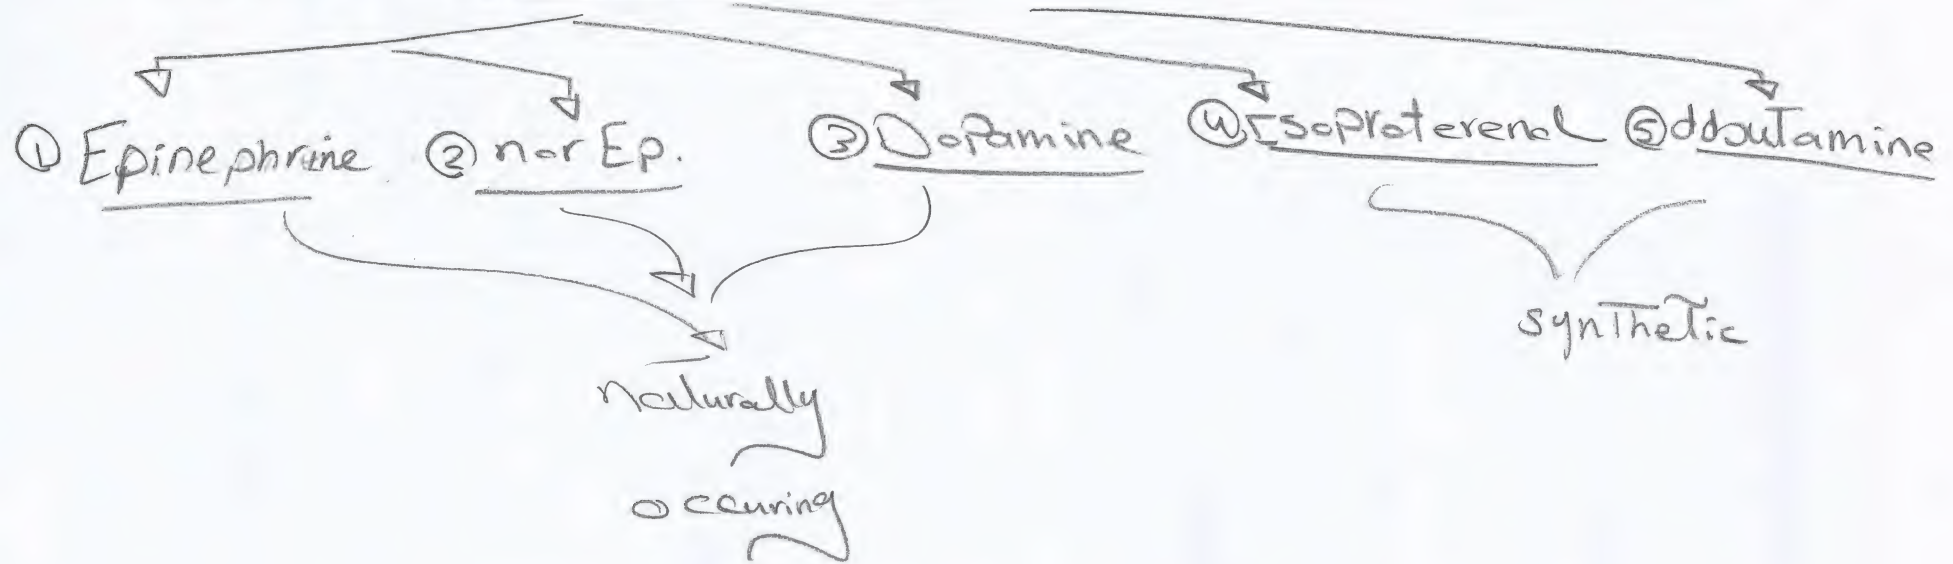 ① Epinephrine ② nor Ep. ③ Dopamine ④ Isoproterenol ⑤ dobutamine
synthetic
naturally
occuring